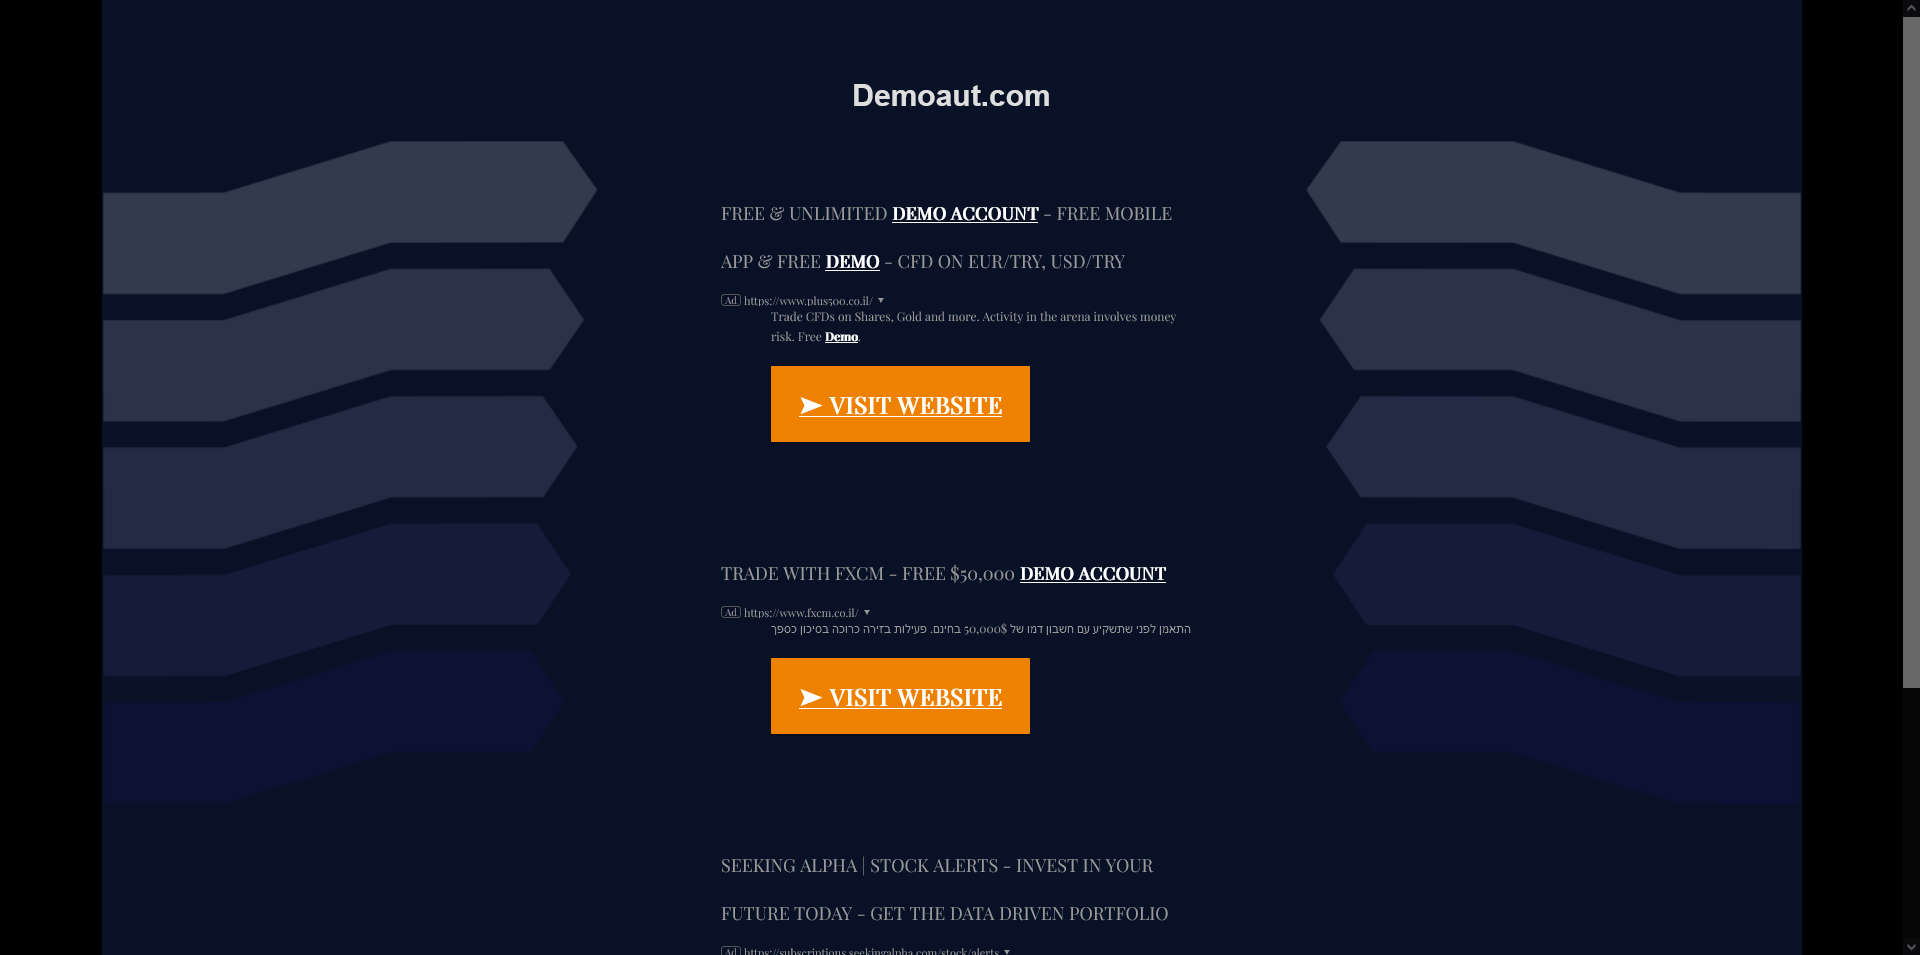 Demoaut.com
FREE & UNLIMITED DEMO ACCOUNT - FREE MOBILE
APP & FREE DEMO - CFD ON EUR/TRY, USD/TRY
Ad https://www.plus500.co.il/ ▼
Trade CFDs on Shares, Gold and more. Activity in the arena involves money
risk. Free Demo.
➤ VISIT WEBSITE
TRADE WITH FXCM - FREE $50,000 DEMO ACCOUNT
Ad https://www.fxcm.co.il/ ▼
התאמן לפני שתשקיע עם חשבון דמו של 50,000$ בחינם. פעילות בזירה כרוכה בסיכון כספך
➤ VISIT WEBSITE
SEEKING ALPHA | STOCK ALERTS - INVEST IN YOUR
FUTURE TODAY - GET THE DATA DRIVEN PORTFOLIO
Ad https://subscriptions.seekingalpha.com/stock/alerts ▼